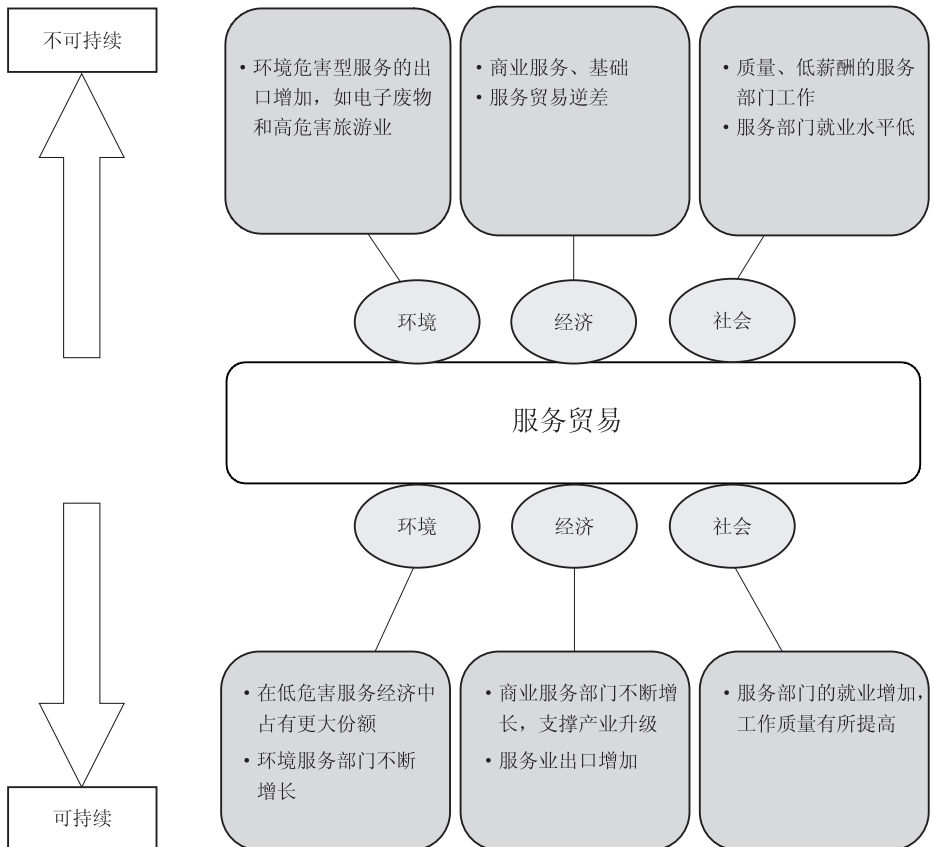 不可持续
• 环境危害型服务的出
口增加，如电子废物
和高危害旅游业
• 商业服务、基础
• 服务贸易逆差
• 质量、低薪酬的服务
部门工作
• 服务部门就业水平低
环境
经济
社会
服务贸易
环境
经济
社会
• 在低危害服务经济中
占有更大份额
• 环境服务部门不断
增长
• 商业服务部门不断增
长，支撑产业升级
• 服务业出口增加
• 服务部门的就业增加，
工作质量有所提高
可持续